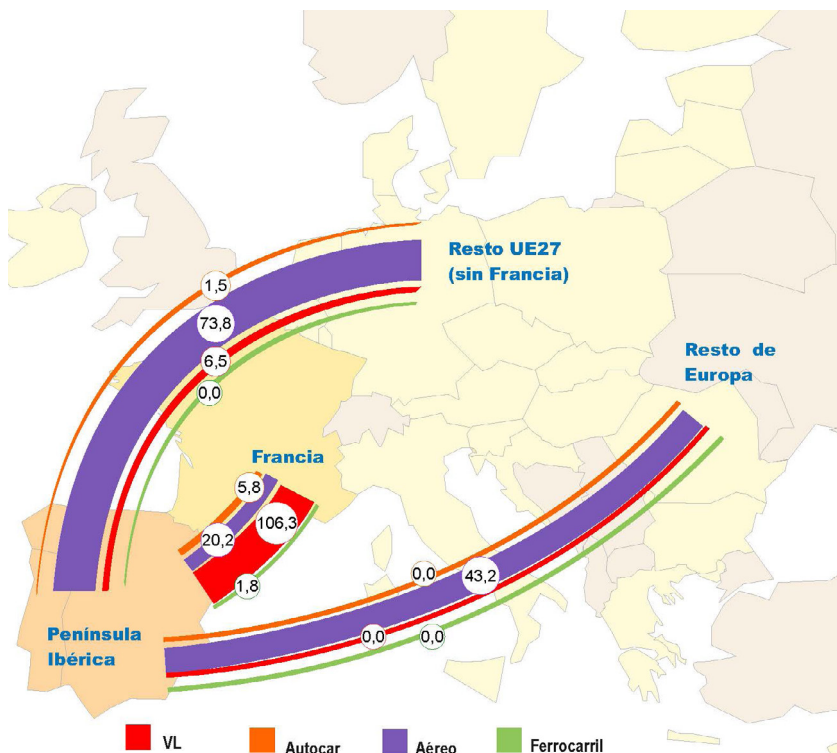 Resto UE27
(sin Francia)
1,5
73,8
6,5
0,0
Resto de
Europa
Francia
5,8
20,2
106,3
1,8
0,0
43,2
0,0
0,0
Península
Ibérica
VL
Autocar
Aéreo
Ferrocarril